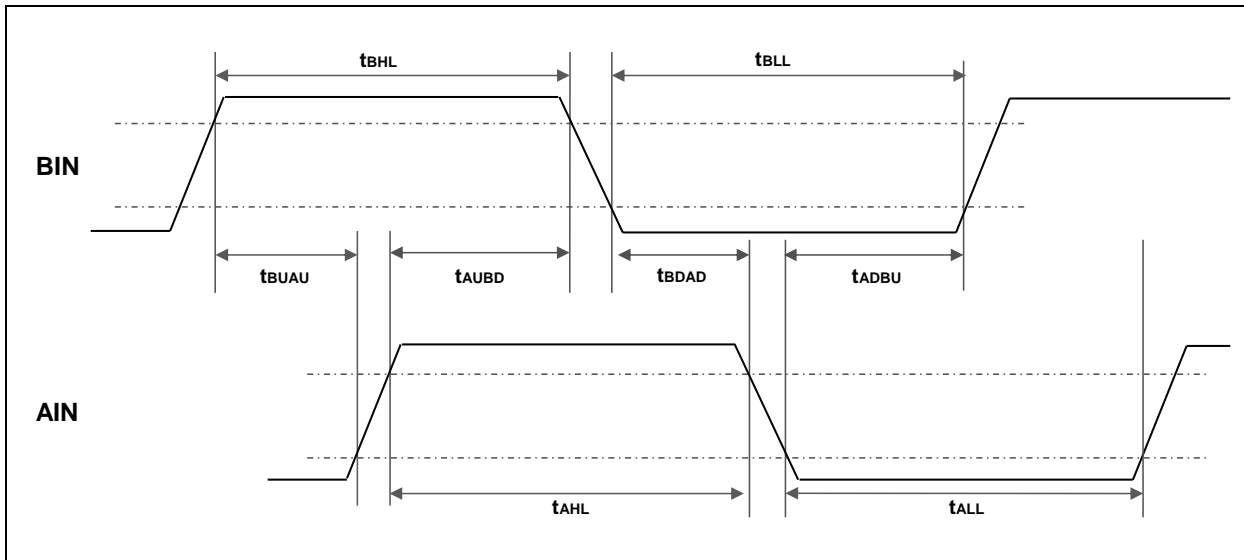 tBHL
tBLL
BIN
tBUAU
tAUBD
tBDAD
tADBU
AIN
tAHL
tALL